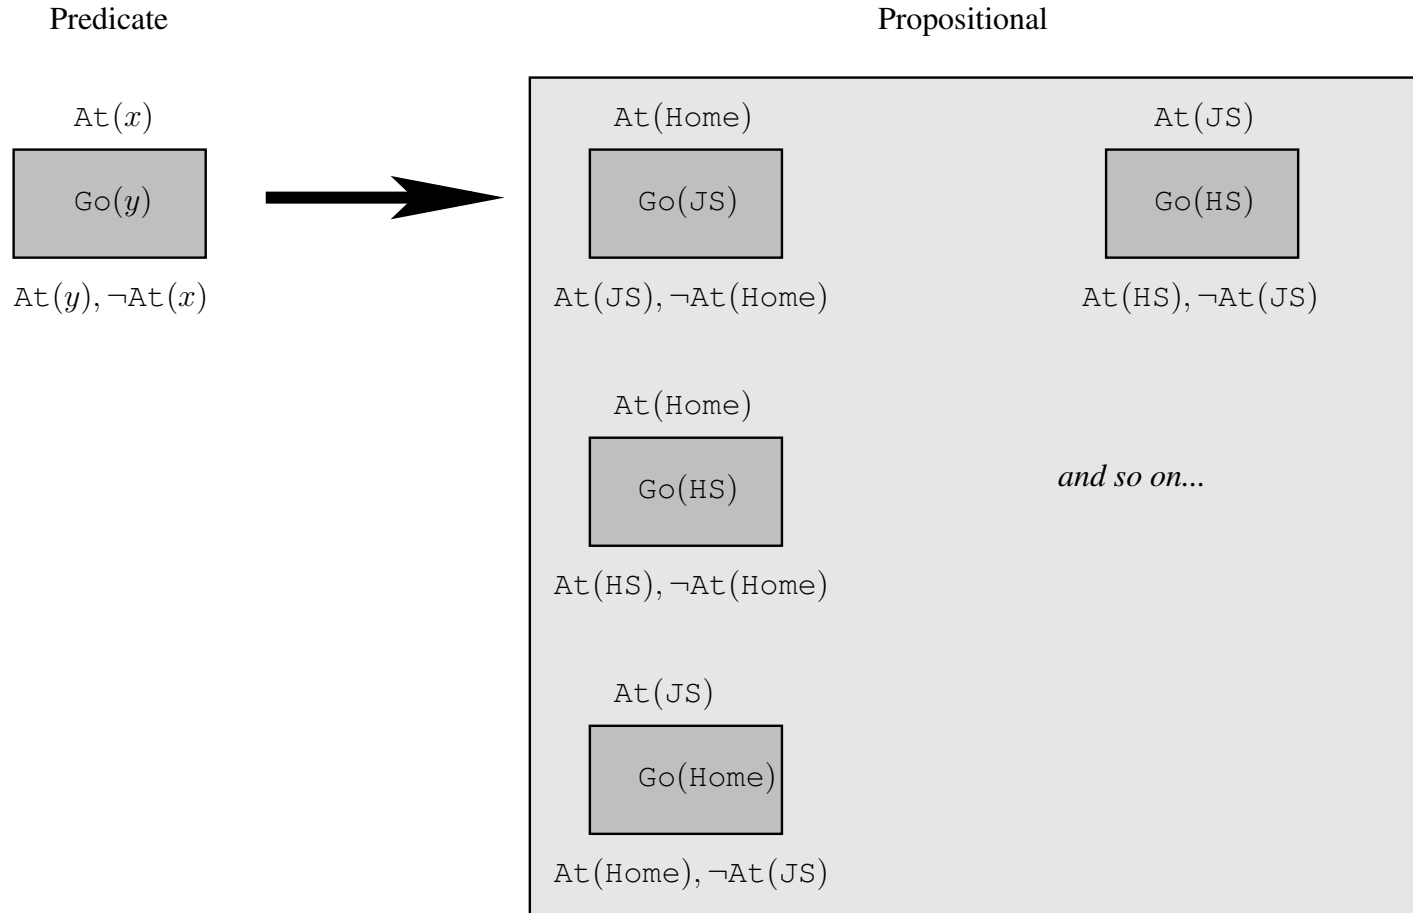 Predicate
Propositional
At(x)
Go(y)
At(y), ¬At(x)
At(Home)
Go(JS)
At(JS), ¬At(Home)
At(JS)
Go(HS)
At(HS), ¬At(JS)
At(Home)
Go(HS)
At(HS), ¬At(Home)
and so on...
At(JS)
Go(Home)
At(Home), ¬At(JS)